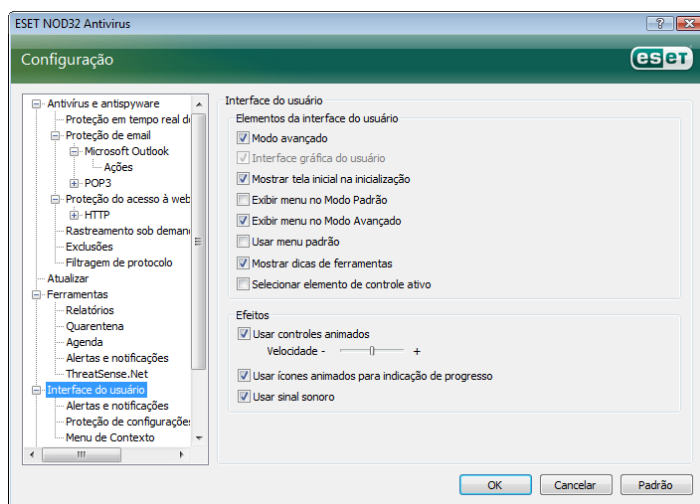 ESET NOD32 Antivirus
Configuração
eseT
Antivírus e antispyware
Proteção em tempo real d
Proteção de email
Microsoft Outlook
Ações
POP3
Proteção do acesso à web
HTTP
Rastreamento sob deman
Exclusões
Filtragem de protocolo
Atualizar
Ferramentas
Relatórios
Quarentena
Agenda
Alertas e notificações
ThreatSense.Net
Interface do usuário
Alertas e notificações
Proteção de configurações
Menu de Contexto
Interface do usuário
Elementos da interface do usuário
Modo avançado
Interface gráfica do usuário
Mostrar tela inicial na inicialização
Exibir menu no Modo Padrão
Exibir menu no Modo Avançado
Usar menu padrão
Mostrar dicas de ferramentas
Selecionar elemento de controle ativo
Efeitos
Usar controles animados
Velocidade - +
Usar ícones animados para indicação de progresso
Usar sinal sonoro
OK Cancelar Padrão